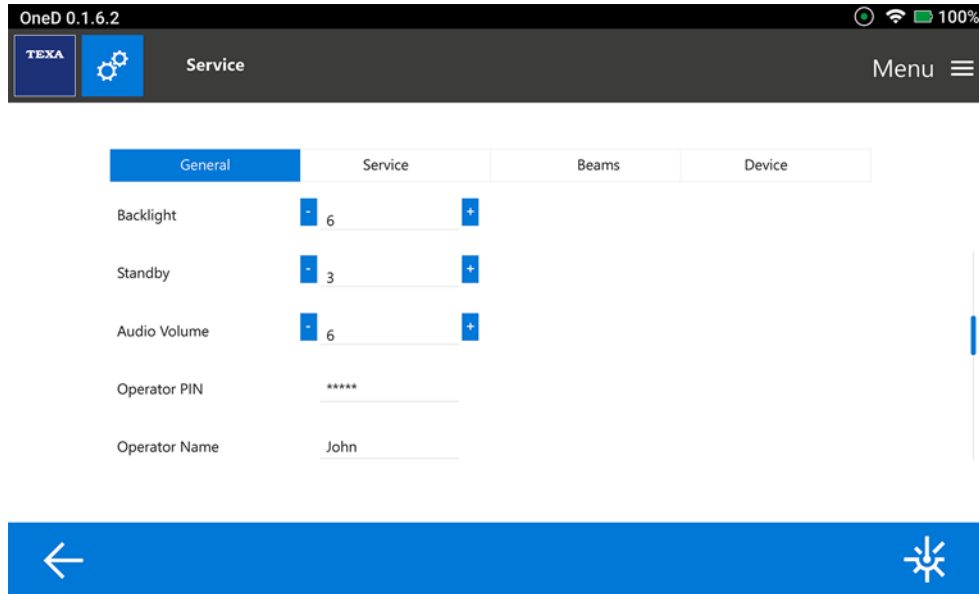 OneD 0.1.6.2 100%
TEXA Service Menu
General Service Beams Device
Backlight - 6 +
Standby - 3 +
Audio Volume - 6 +
Operator PIN *****
Operator Name John